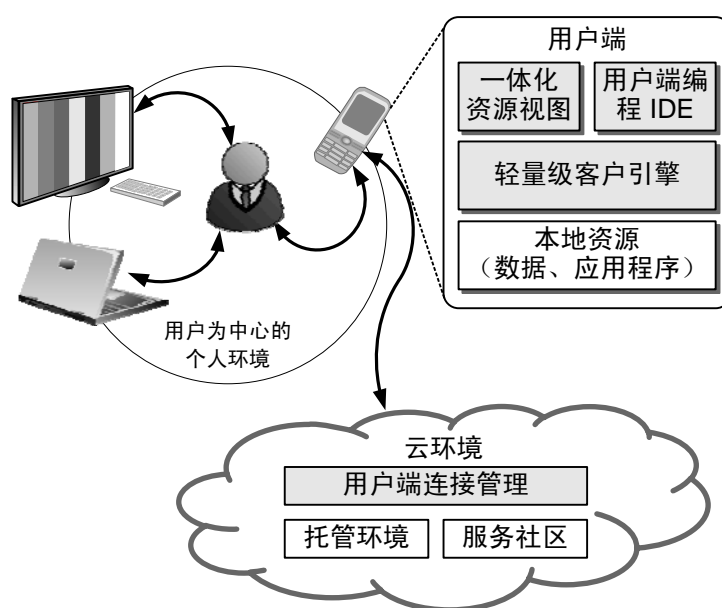 用户端
一体化
资源视图
用户端编
程 IDE
轻量级客户引擎
本地资源
（数据、应用程序）
用户为中心的
个人环境
云环境
用户端连接管理
托管环境
服务社区